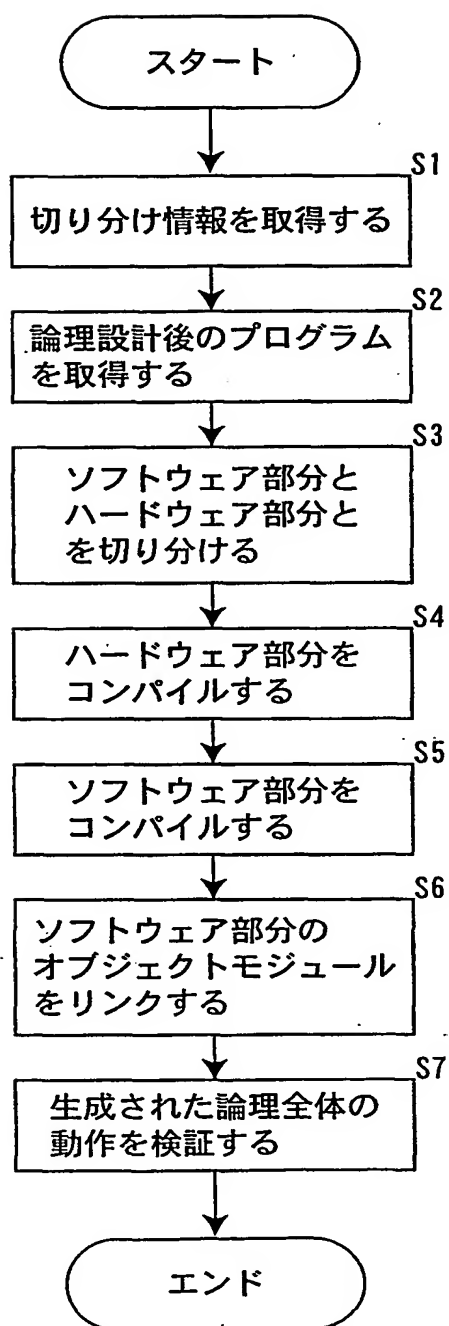 スタート
S1
切り分け情報を取得する
S2
論理設計後のプログラム
を取得する
S3
ソフトウェア部分と
ハードウェア部分と
を切り分ける
S4
ハードウェア部分を
コンパイルする
S5
ソフトウェア部分を
コンパイルする
S6
ソフトウェア部分の
オブジェクトモジュール
をリンクする
S7
生成された論理全体の
動作を検証する
エンド